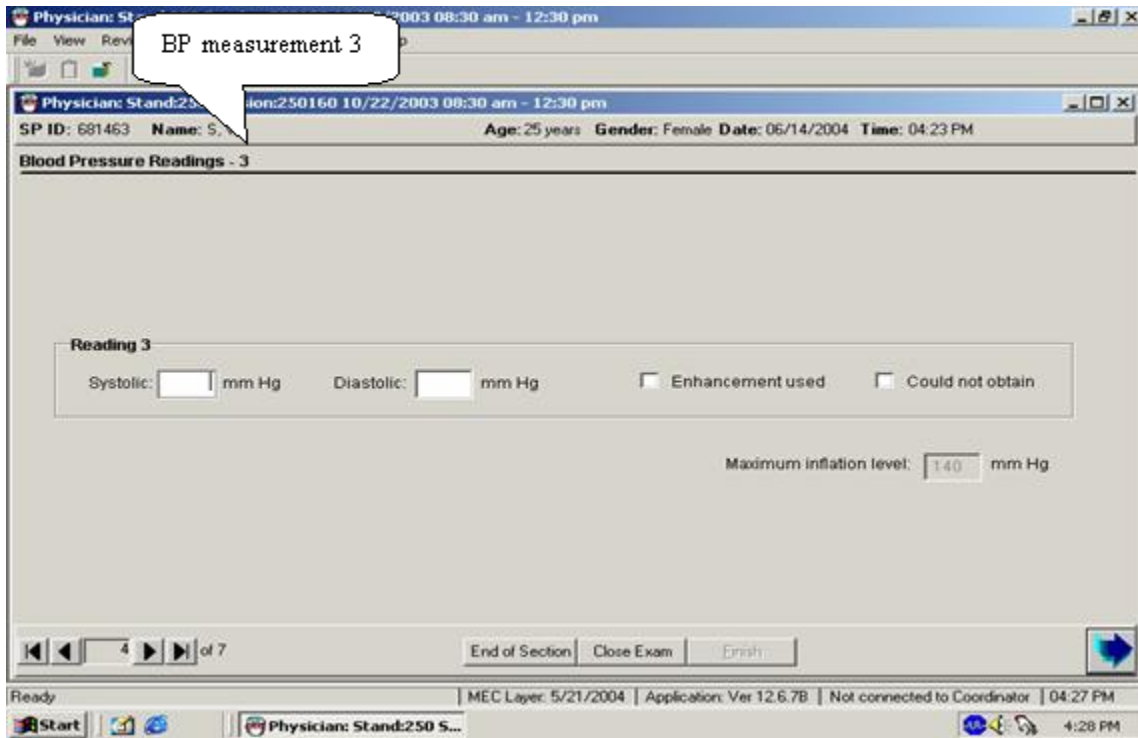 Physician: St 2003 08:30 am - 12:30 pm
File View Revi p
BP measurement 3
Physician: Stand:25 ion:250160 10/22/2003 08:30 am - 12:30 pm
SP ID: 681463 Name: S, Age: 25 years Gender: Female Date: 06/14/2004 Time: 04:23 PM
Blood Pressure Readings - 3
Reading 3
Systolic: mm Hg Diastolic: mm Hg Enhancement used Could not obtain
Maximum inflation level: 140 mm Hg
4 of 7 End of Section Close Exam Finish
Ready MEC Layer: 5/21/2004 Application: Ver 12.6.7B Not connected to Coordinator 04:27 PM
Start Physician: Stand:250 S... 4:28 PM